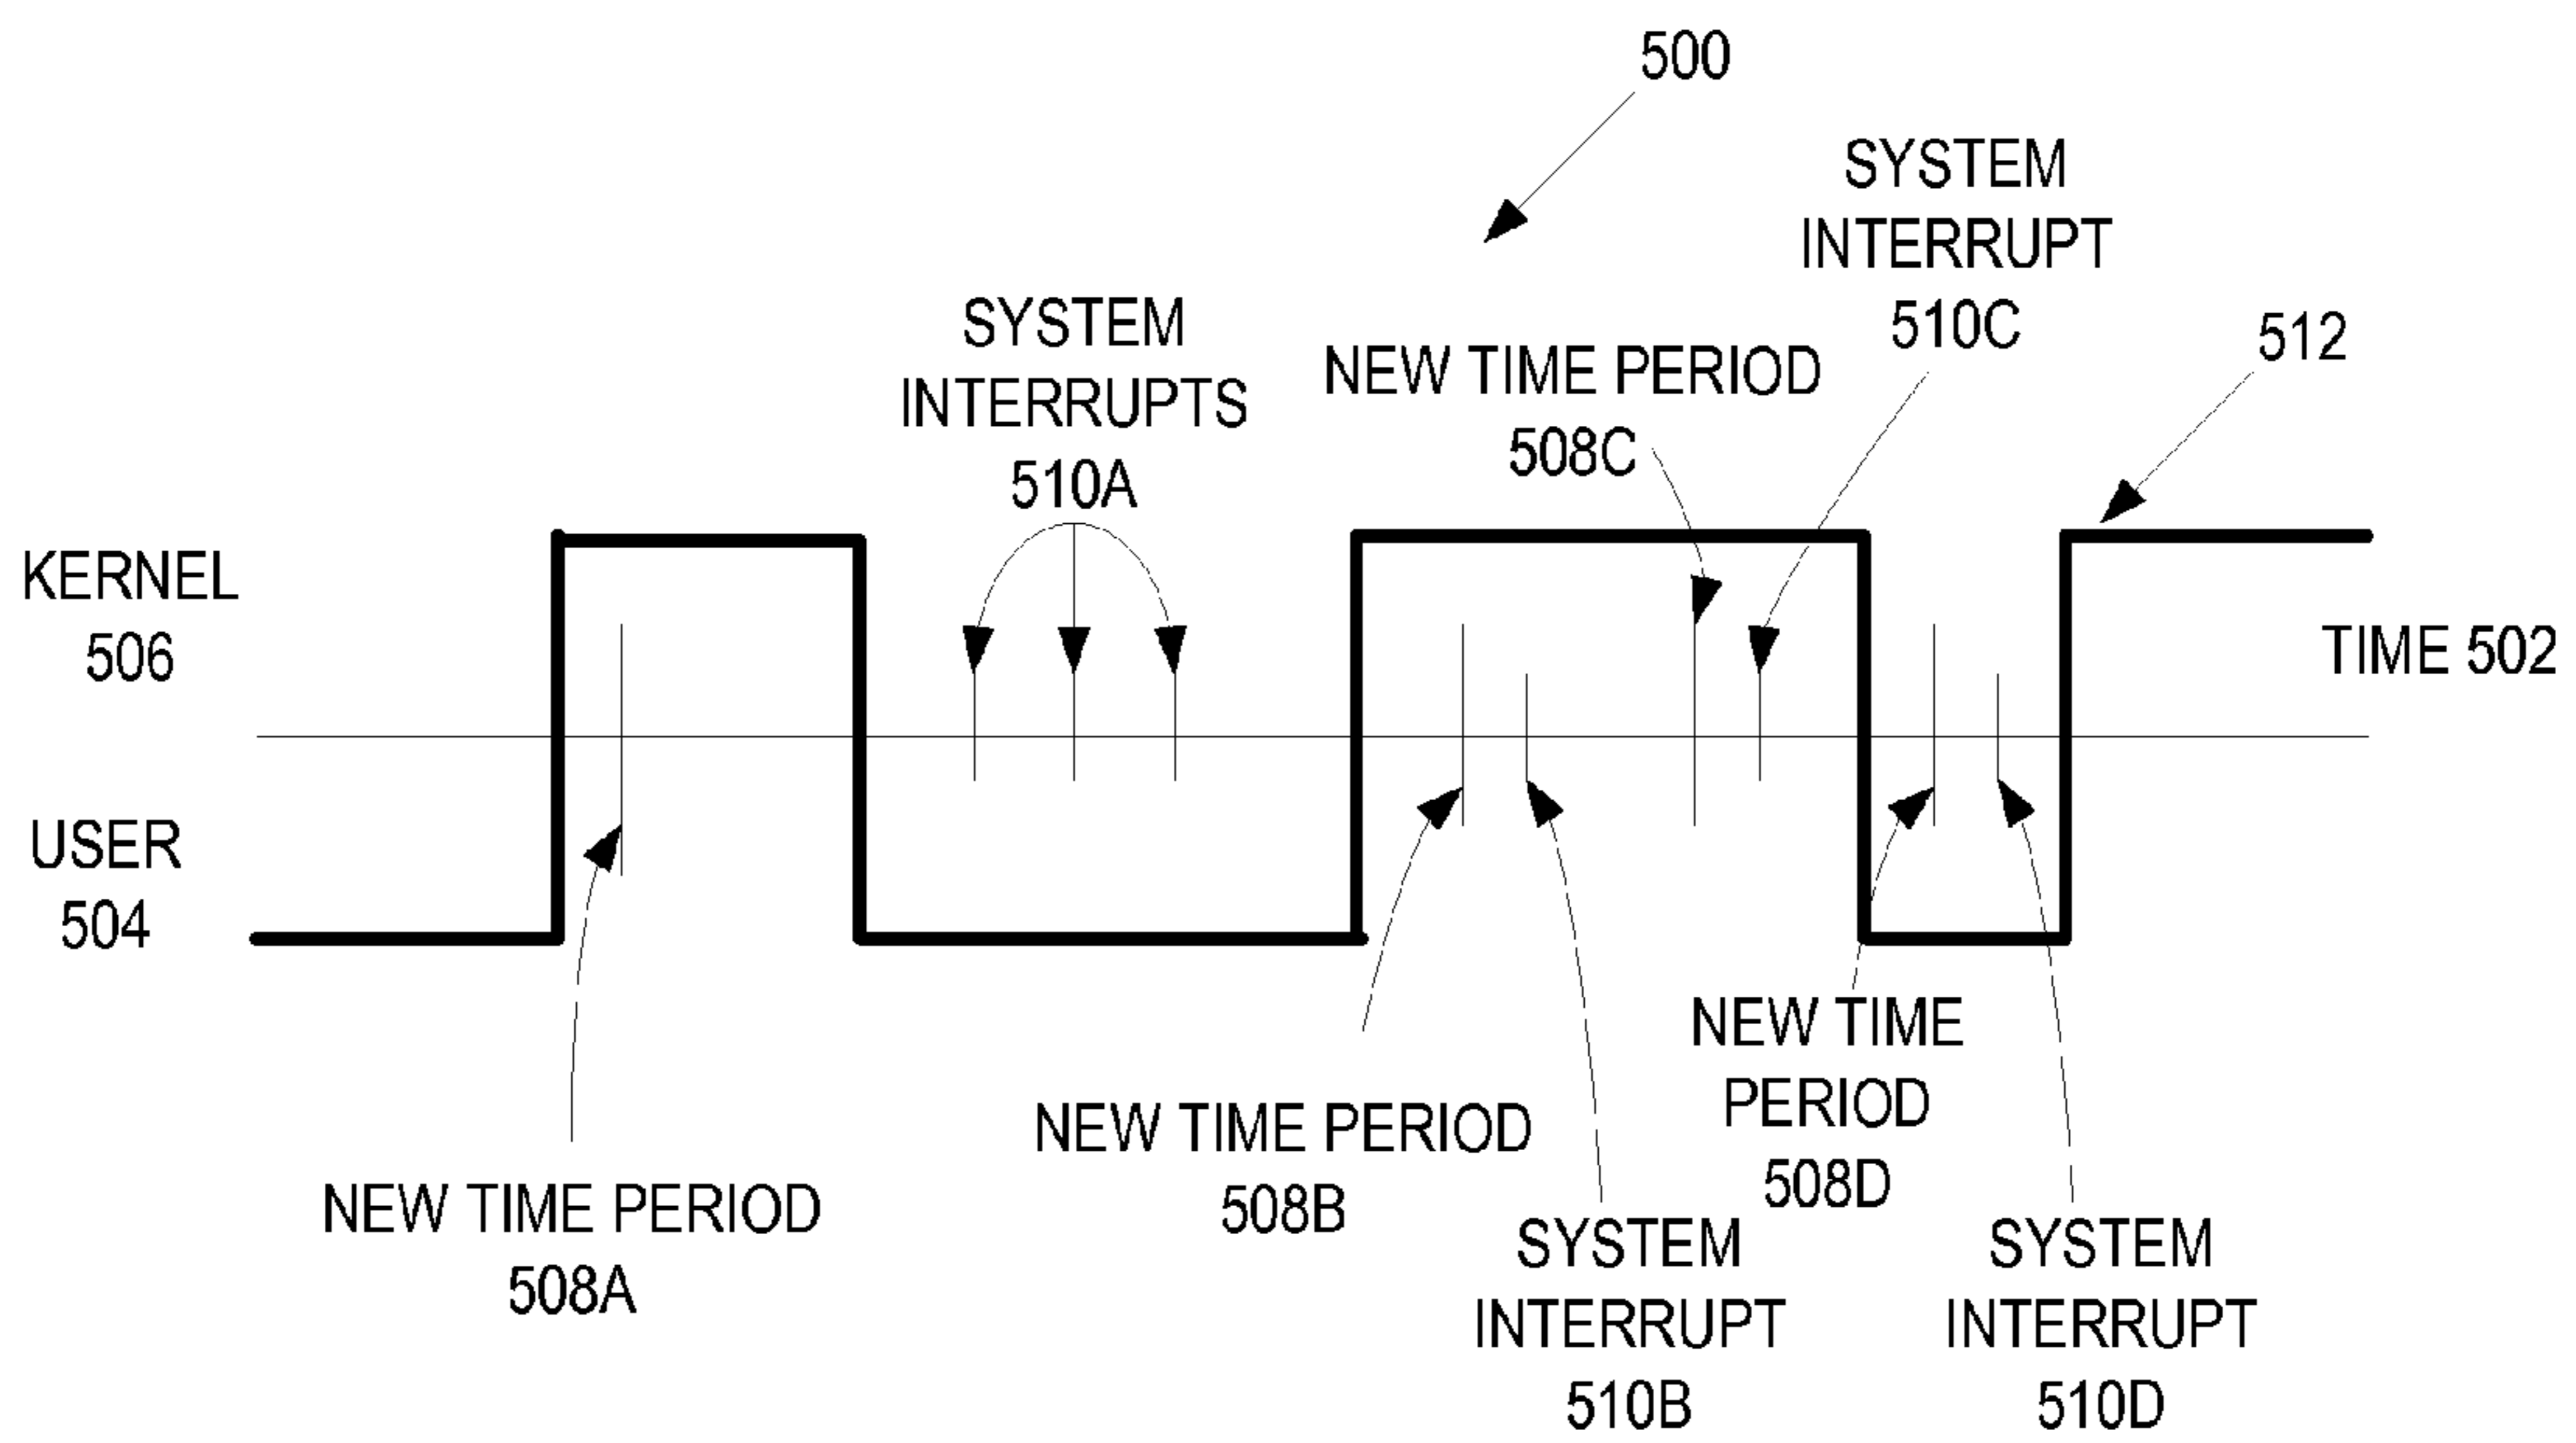 500
SYSTEM
INTERRUPT
510C
SYSTEM
INTERRUPTS
510A
NEW TIME PERIOD
508C
512
KERNEL
506
TIME 502
USER
504
NEW TIME PERIOD
508A
NEW TIME PERIOD
508B
NEW TIME
PERIOD
508D
SYSTEM
INTERRUPT
510B
SYSTEM
INTERRUPT
510D